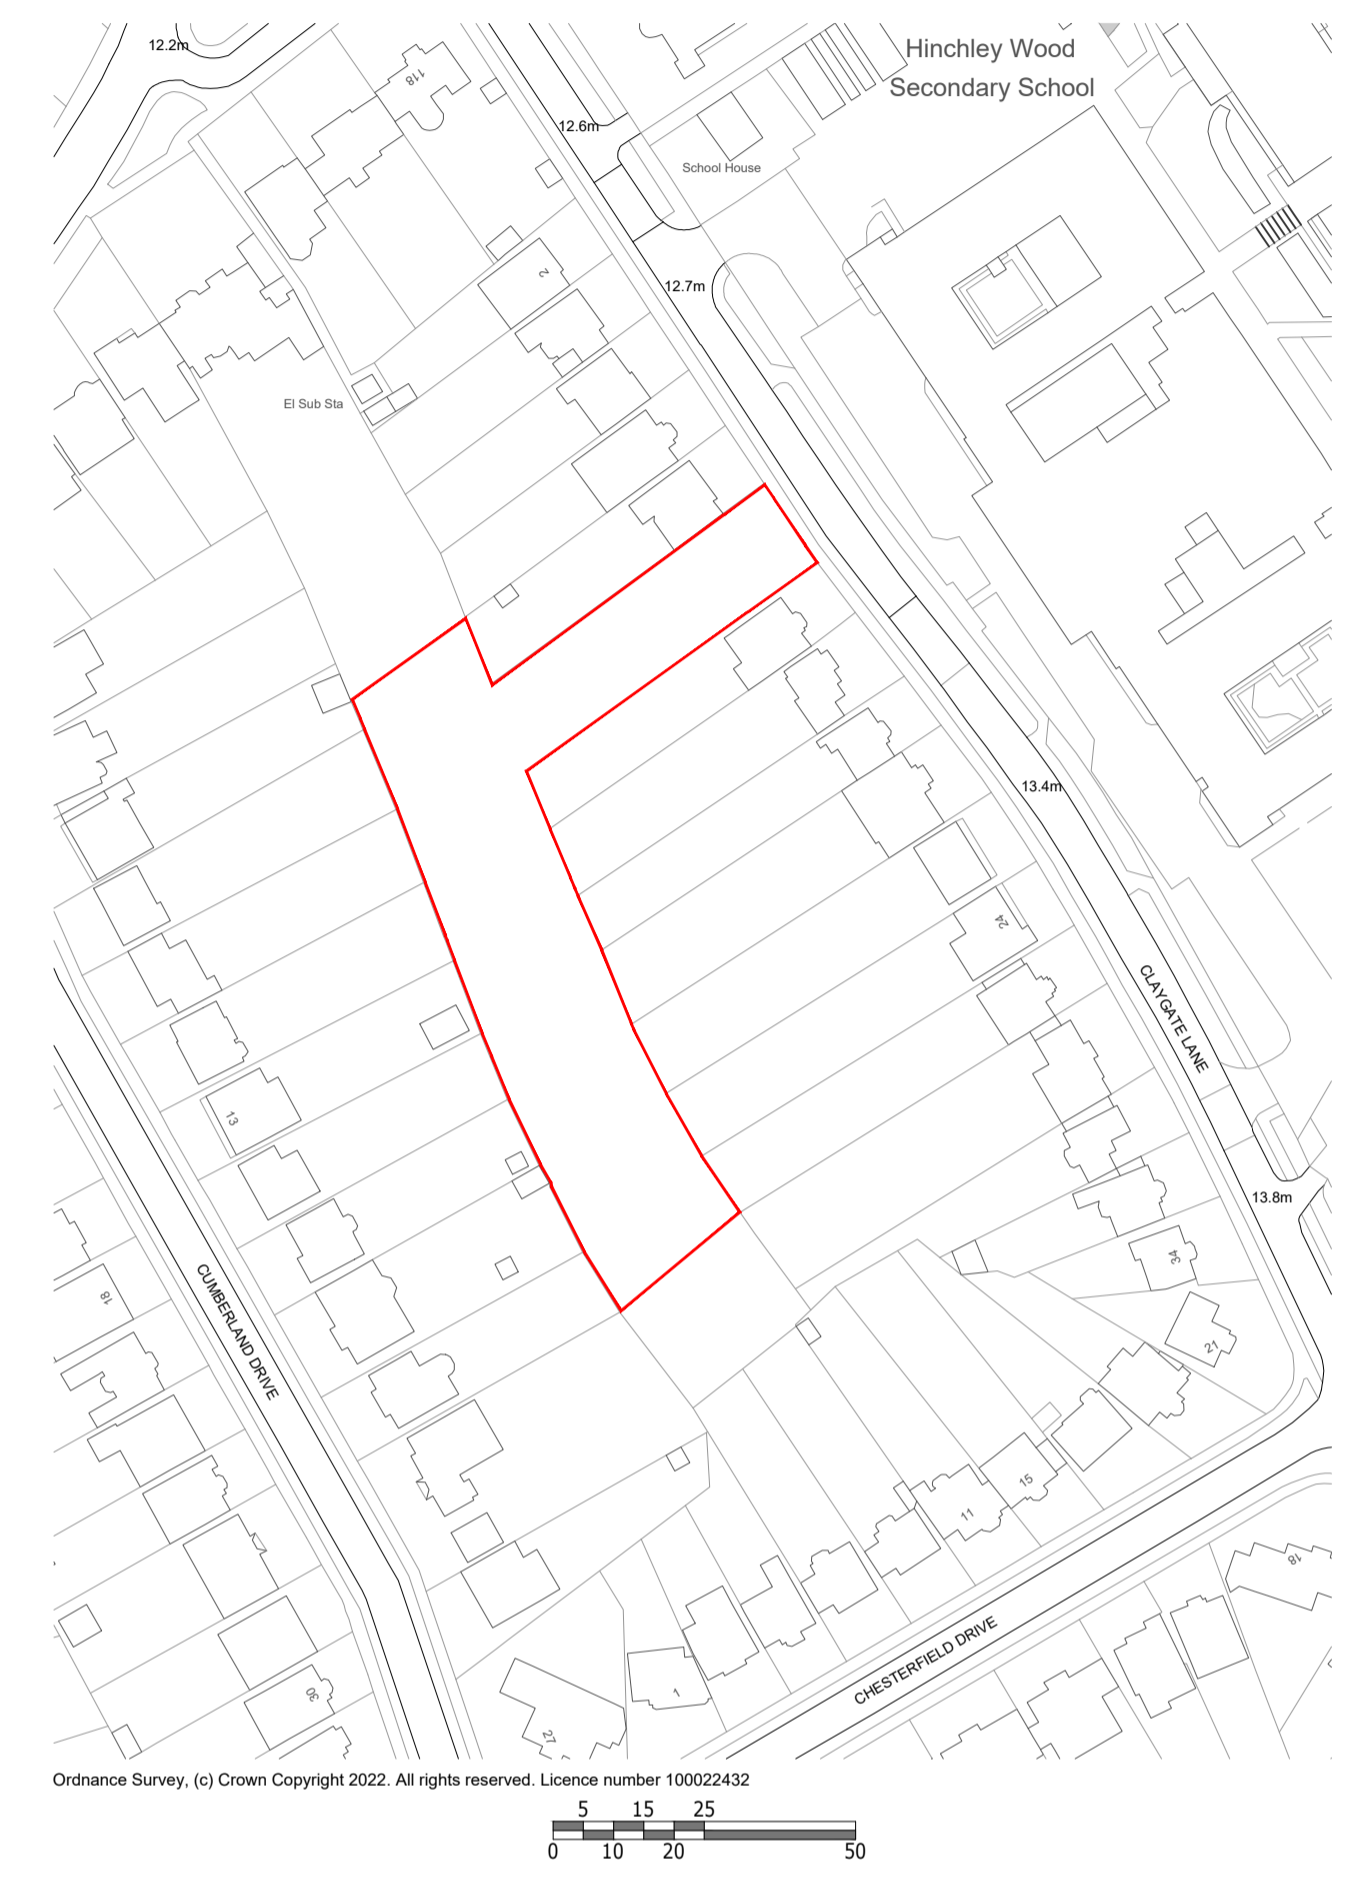 12.2m
Hinchley Wood
Secondary School
118
12.6m
School House
2
12.7m
El Sub Sta
13.4m
24
CLAYGATE LANE
13
13.8m
34
18
CUMBERLAND DRIVE
21
15
11
18
30
1
27
CHESTERFIELD DRIVE
Ordnance Survey, (c) Crown Copyright 2022. All rights reserved. Licence number 100022432
5 15 25
0 10 20 50